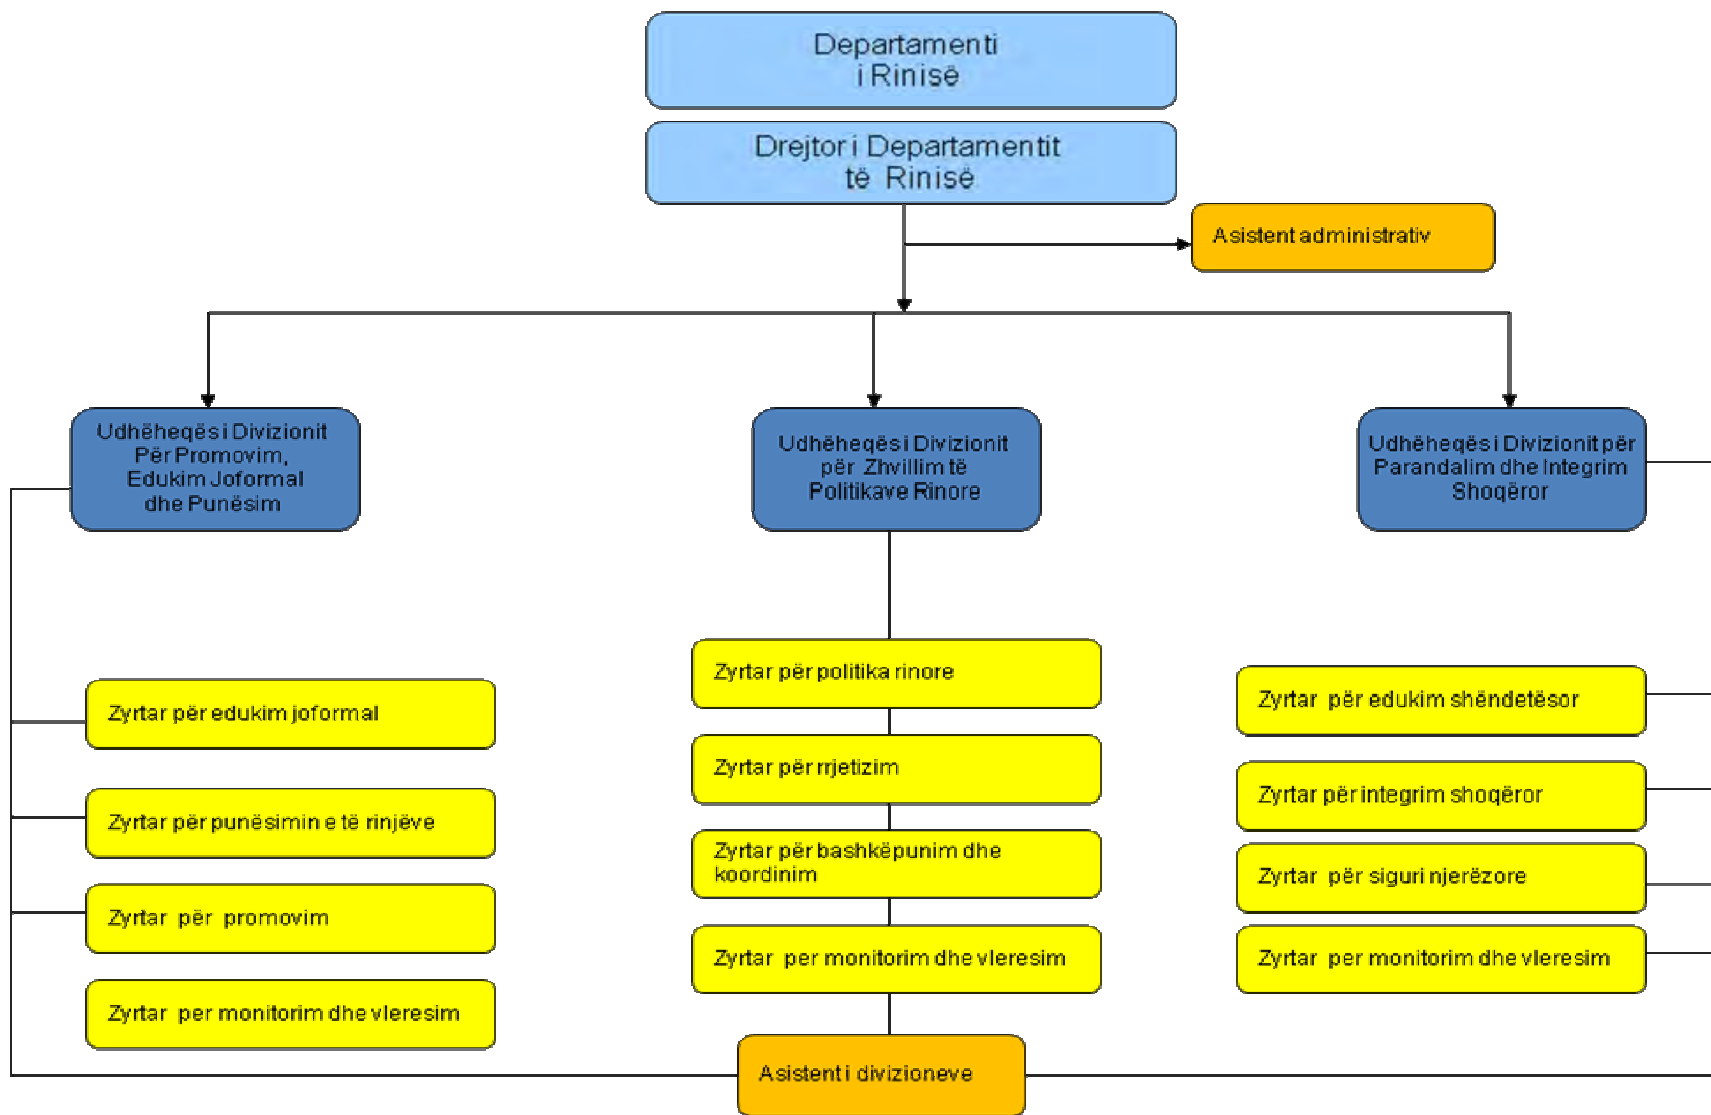 Departamenti
i Rinisë
Drejtor i Departamentit
të Rinisë
Asistent administrativ
Udhëheqës i Divizionit
Për Promovim,
Edukim Joformal
dhe Punësim
Udhëheqës i Divizionit
për Zhvillim të
Politikave Rinore
Udhëheqës i Divizionit për
Parandalim dhe Integrim
Shoqëror
Zyrtar për edukim joformal
Zyrtar për punësimin e të rinjëve
Zyrtar për promovim
Zyrtar per monitorim dhe vleresim
Zyrtar për politika rinore
Zyrtar për rrjetizim
Zyrtar për bashkëpunim dhe
koordinim
Zyrtar per monitorim dhe vleresim
Zyrtar për edukim shëndetësor
Zyrtar për integrim shoqëror
Zyrtar për siguri njerëzore
Zyrtar per monitorim dhe vleresim
Asistent i divizioneve